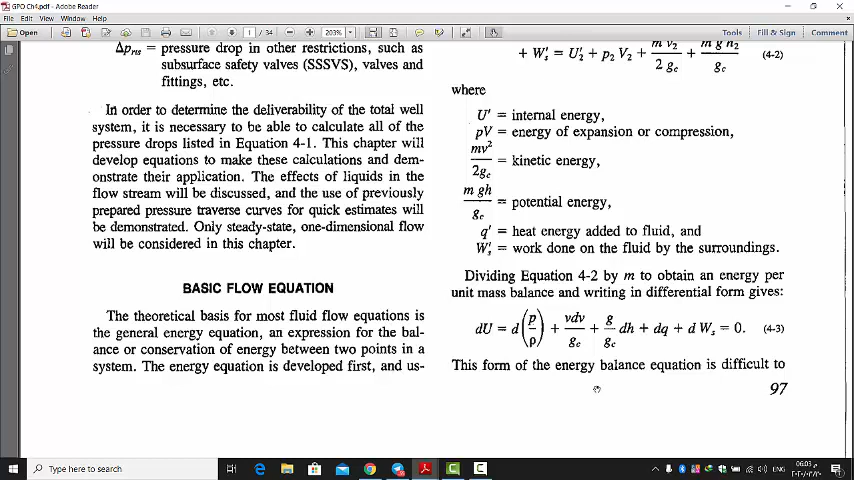 GPO Ch4.pdf - Adobe Reader
File Edit View Window Help
Open
1 / 34
203%
Tools
Fill & Sign
Comment
Δp_res = pressure drop in other restrictions, such as
subsurface safety valves (SSSVS), valves and
fittings, etc.
In order to determine the deliverability of the total well
system, it is necessary to be able to calculate all of the
pressure drops listed in Equation 4-1. This chapter will
develop equations to make these calculations and dem-
onstrate their application. The effects of liquids in the
flow stream will be discussed, and the use of previously
prepared pressure traverse curves for quick estimates will
be demonstrated. Only steady-state, one-dimensional flow
will be considered in this chapter.
BASIC FLOW EQUATION
The theoretical basis for most fluid flow equations is
the general energy equation, an expression for the bal-
ance or conservation of energy between two points in a
system. The energy equation is developed first, and us-
+ W′s = U′2 + p2 V2 + m v2 / 2 gc + m g h2 / gc (4-2)
where
U′ = internal energy,
pV = energy of expansion or compression,
mv² / 2gc = kinetic energy,
m gh / gc = potential energy,
q′ = heat energy added to fluid, and
W′s = work done on the fluid by the surroundings.
Dividing Equation 4-2 by m to obtain an energy per
unit mass balance and writing in differential form gives:
dU = d(p/ρ) + vdv/gc + g/gc dh + dq + d Ws = 0. (4-3)
This form of the energy balance equation is difficult to
97
Type here to search
ENG
06:03 م